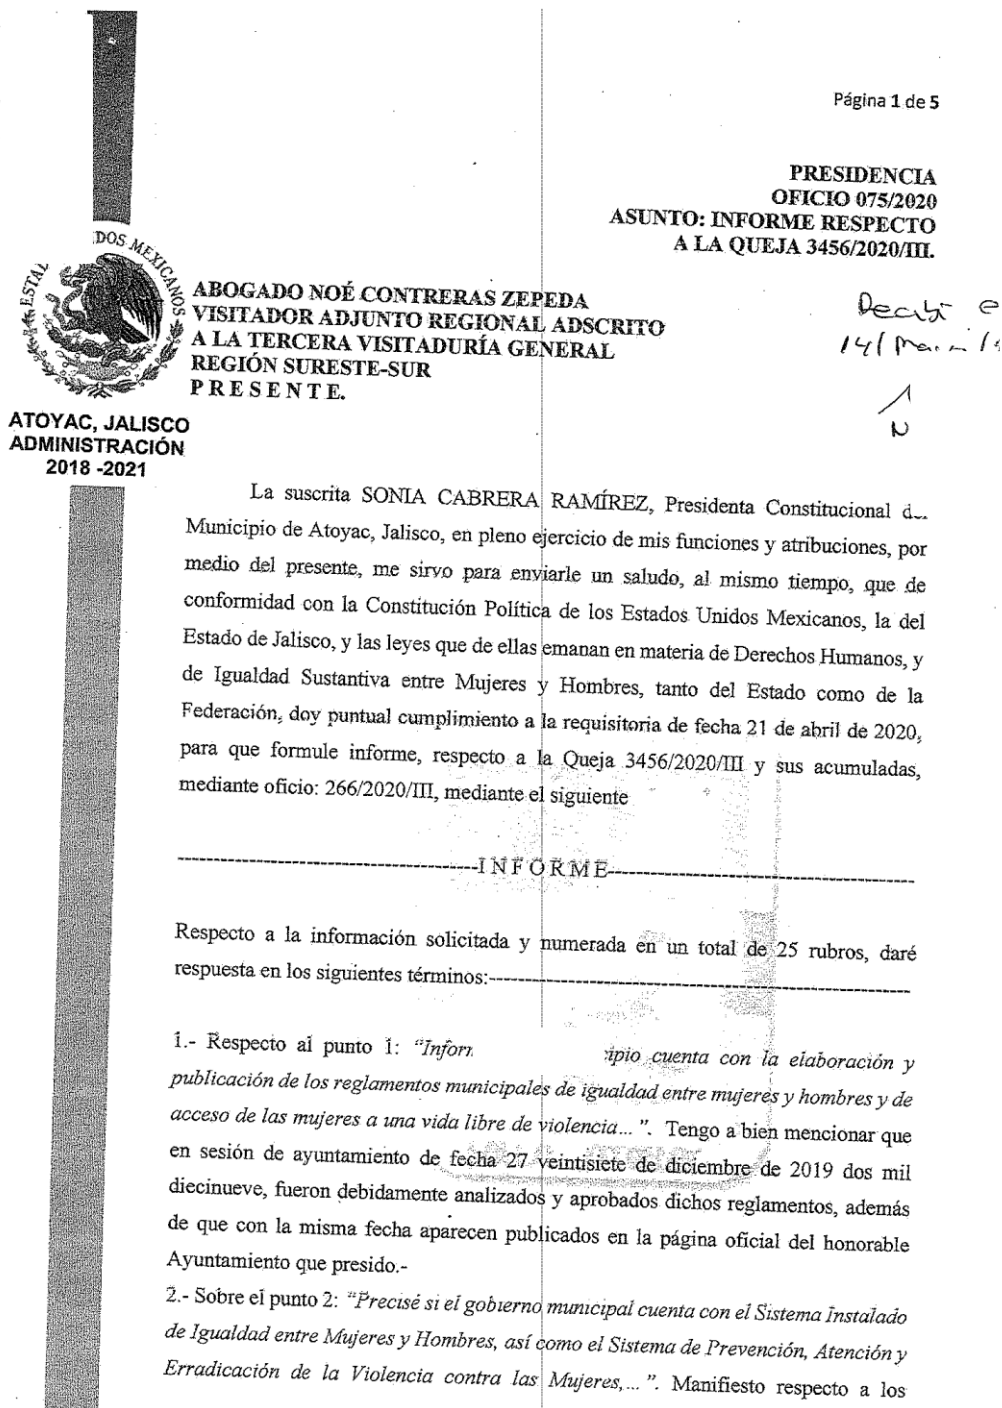 Página 1 de 5
PRESIDENCIA
OFICIO 075/2020
ASUNTO: INFORME RESPECTO
A LA QUEJA 3456/2020/III.
DOS MEXICANOS
ESTAD
ABOGADO NOÉ CONTRERAS ZEPEDA
VISITADOR ADJUNTO REGIONAL ADSCRITO
A LA TERCERA VISITADURÍA GENERAL
REGIÓN SURESTE-SUR
P R E S E N T E.
14/
N
ATOYAC, JALISCO
ADMINISTRACIÓN
2018 -2021
La suscrita SONIA CABRERA RAMÍREZ, Presidenta Constitucional d
Municipio de Atoyac, Jalisco, en pleno ejercicio de mis funciones y atribuciones, por
medio del presente, me sirvo para enviarle un saludo, al mismo tiempo, que de
conformidad con la Constitución Política de los Estados Unidos Mexicanos, la del
Estado de Jalisco, y las leyes que de ellas emanan en materia de Derechos Humanos, y
de Igualdad Sustantiva entre Mujeres y Hombres, tanto del Estado como de la
Federación, doy puntual cumplimiento a la requisitoria de fecha 21 de abril de 2020,
para que formule informe, respecto a la Queja 3456/2020/III y sus acumuladas,
mediante oficio: 266/2020/III, mediante el siguiente
---------------------------------------I N F O R M E---------------------------------------
Respecto a la información solicitada y numerada en un total de 25 rubros, daré
respuesta en los siguientes términos:-------------------------------------------------------
1.- Respecto al punto 1: "Infor ipio cuenta con la elaboración y
publicación de los reglamentos municipales de igualdad entre mujeres y hombres y de
acceso de las mujeres a una vida libre de violencia... ". Tengo a bien mencionar que
en sesión de ayuntamiento de fecha 27 veintisiete de diciembre de 2019 dos mil
diecinueve, fueron debidamente analizados y aprobados dichos reglamentos, además
de que con la misma fecha aparecen publicados en la página oficial del honorable
Ayuntamiento que presido.-
2.- Sobre el punto 2: "Precisé si el gobierno municipal cuenta con el Sistema Instalado
de Igualdad entre Mujeres y Hombres, así como el Sistema de Prevención, Atención y
Erradicación de la Violencia contra las Mujeres,... ". Manifiesto respecto a los